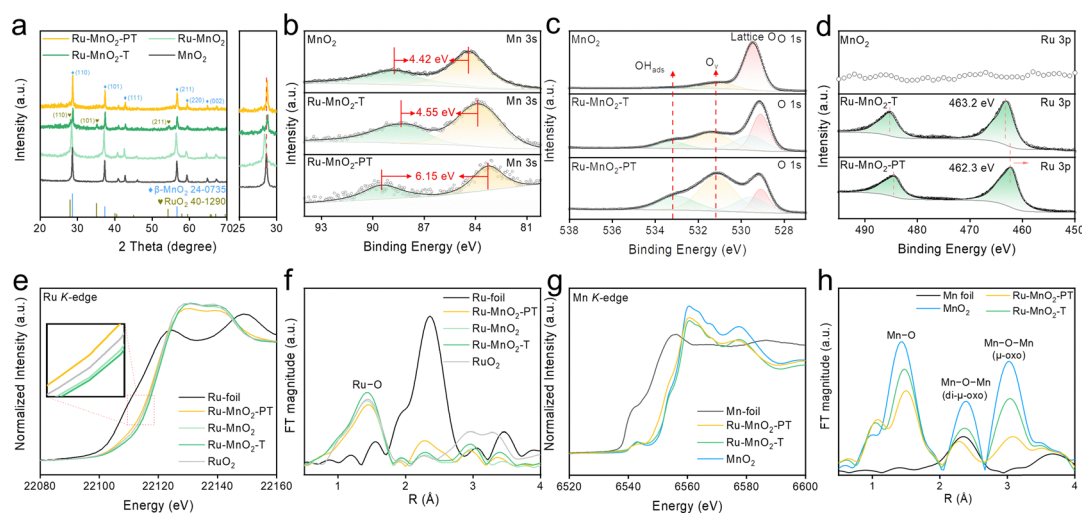 a
Ru-MnO2-PT
Ru-MnO2
Ru-MnO2-T
MnO2
(110)
(101)
(111)
(211)
(220)
(002)
(110)♥
(101)♥
(211)♥
♦β-MnO2 24-0735
♥RuO2 40-1290
Intensity (a.u.)
20 30 40 50 60 70 25 30
2 Theta (degree)
b
MnO2
Mn 3s
4.42 eV
Ru-MnO2-T
Mn 3s
4.55 eV
Ru-MnO2-PT
Mn 3s
6.15 eV
Intensity (a.u.)
93 90 87 84 81
Binding Energy (eV)
c
MnO2
Lattice O
O 1s
OHads
Ov
Ru-MnO2-T
O 1s
Ru-MnO2-PT
O 1s
Intensity (a.u.)
538 536 534 532 530 528
Binding Energy (eV)
d
MnO2
Ru 3p
Ru-MnO2-T
463.2 eV
Ru 3p
Ru-MnO2-PT
462.3 eV
Ru 3p
Intensity (a.u.)
490 480 470 460 450
Binding Energy (eV)
e
Ru K-edge
Ru-foil
Ru-MnO2-PT
Ru-MnO2
Ru-MnO2-T
RuO2
Normalized Intensity (a.u.)
22080 22100 22120 22140 22160
Energy (eV)
f
Ru-foil
Ru-MnO2-PT
Ru-MnO2
Ru-MnO2-T
RuO2
Ru−O
FT magnitude (a.u.)
1 2 3 4
R (Å)
g
Mn K-edge
Mn-foil
Ru-MnO2-PT
Ru-MnO2-T
MnO2
Normalized Intensity (a.u.)
6520 6540 6560 6580 6600
Energy (eV)
h
Mn foil
Ru-MnO2-PT
MnO2
Ru-MnO2-T
Mn−O
Mn−O−Mn
(di-μ-oxo)
Mn−O−Mn
(μ-oxo)
FT magnitude (a.u.)
1 2 3 4
R (Å)